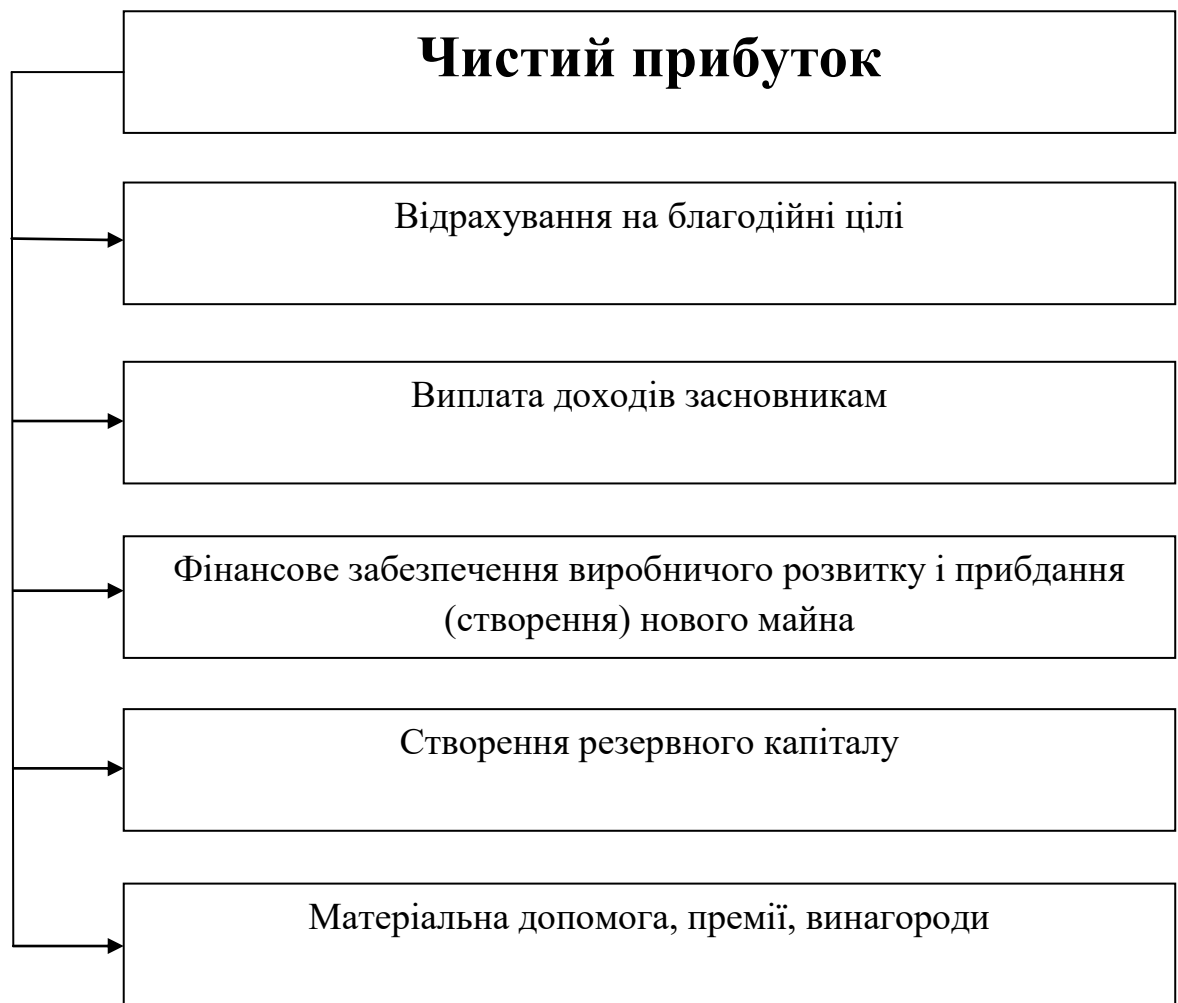 Чистий прибуток
Відрахування на благодійні цілі
Виплата доходів засновникам
Фінансове забезпечення виробничого розвитку і прибдання
(створення) нового майна
Створення резервного капіталу
Матеріальна допомога, премії, винагороди